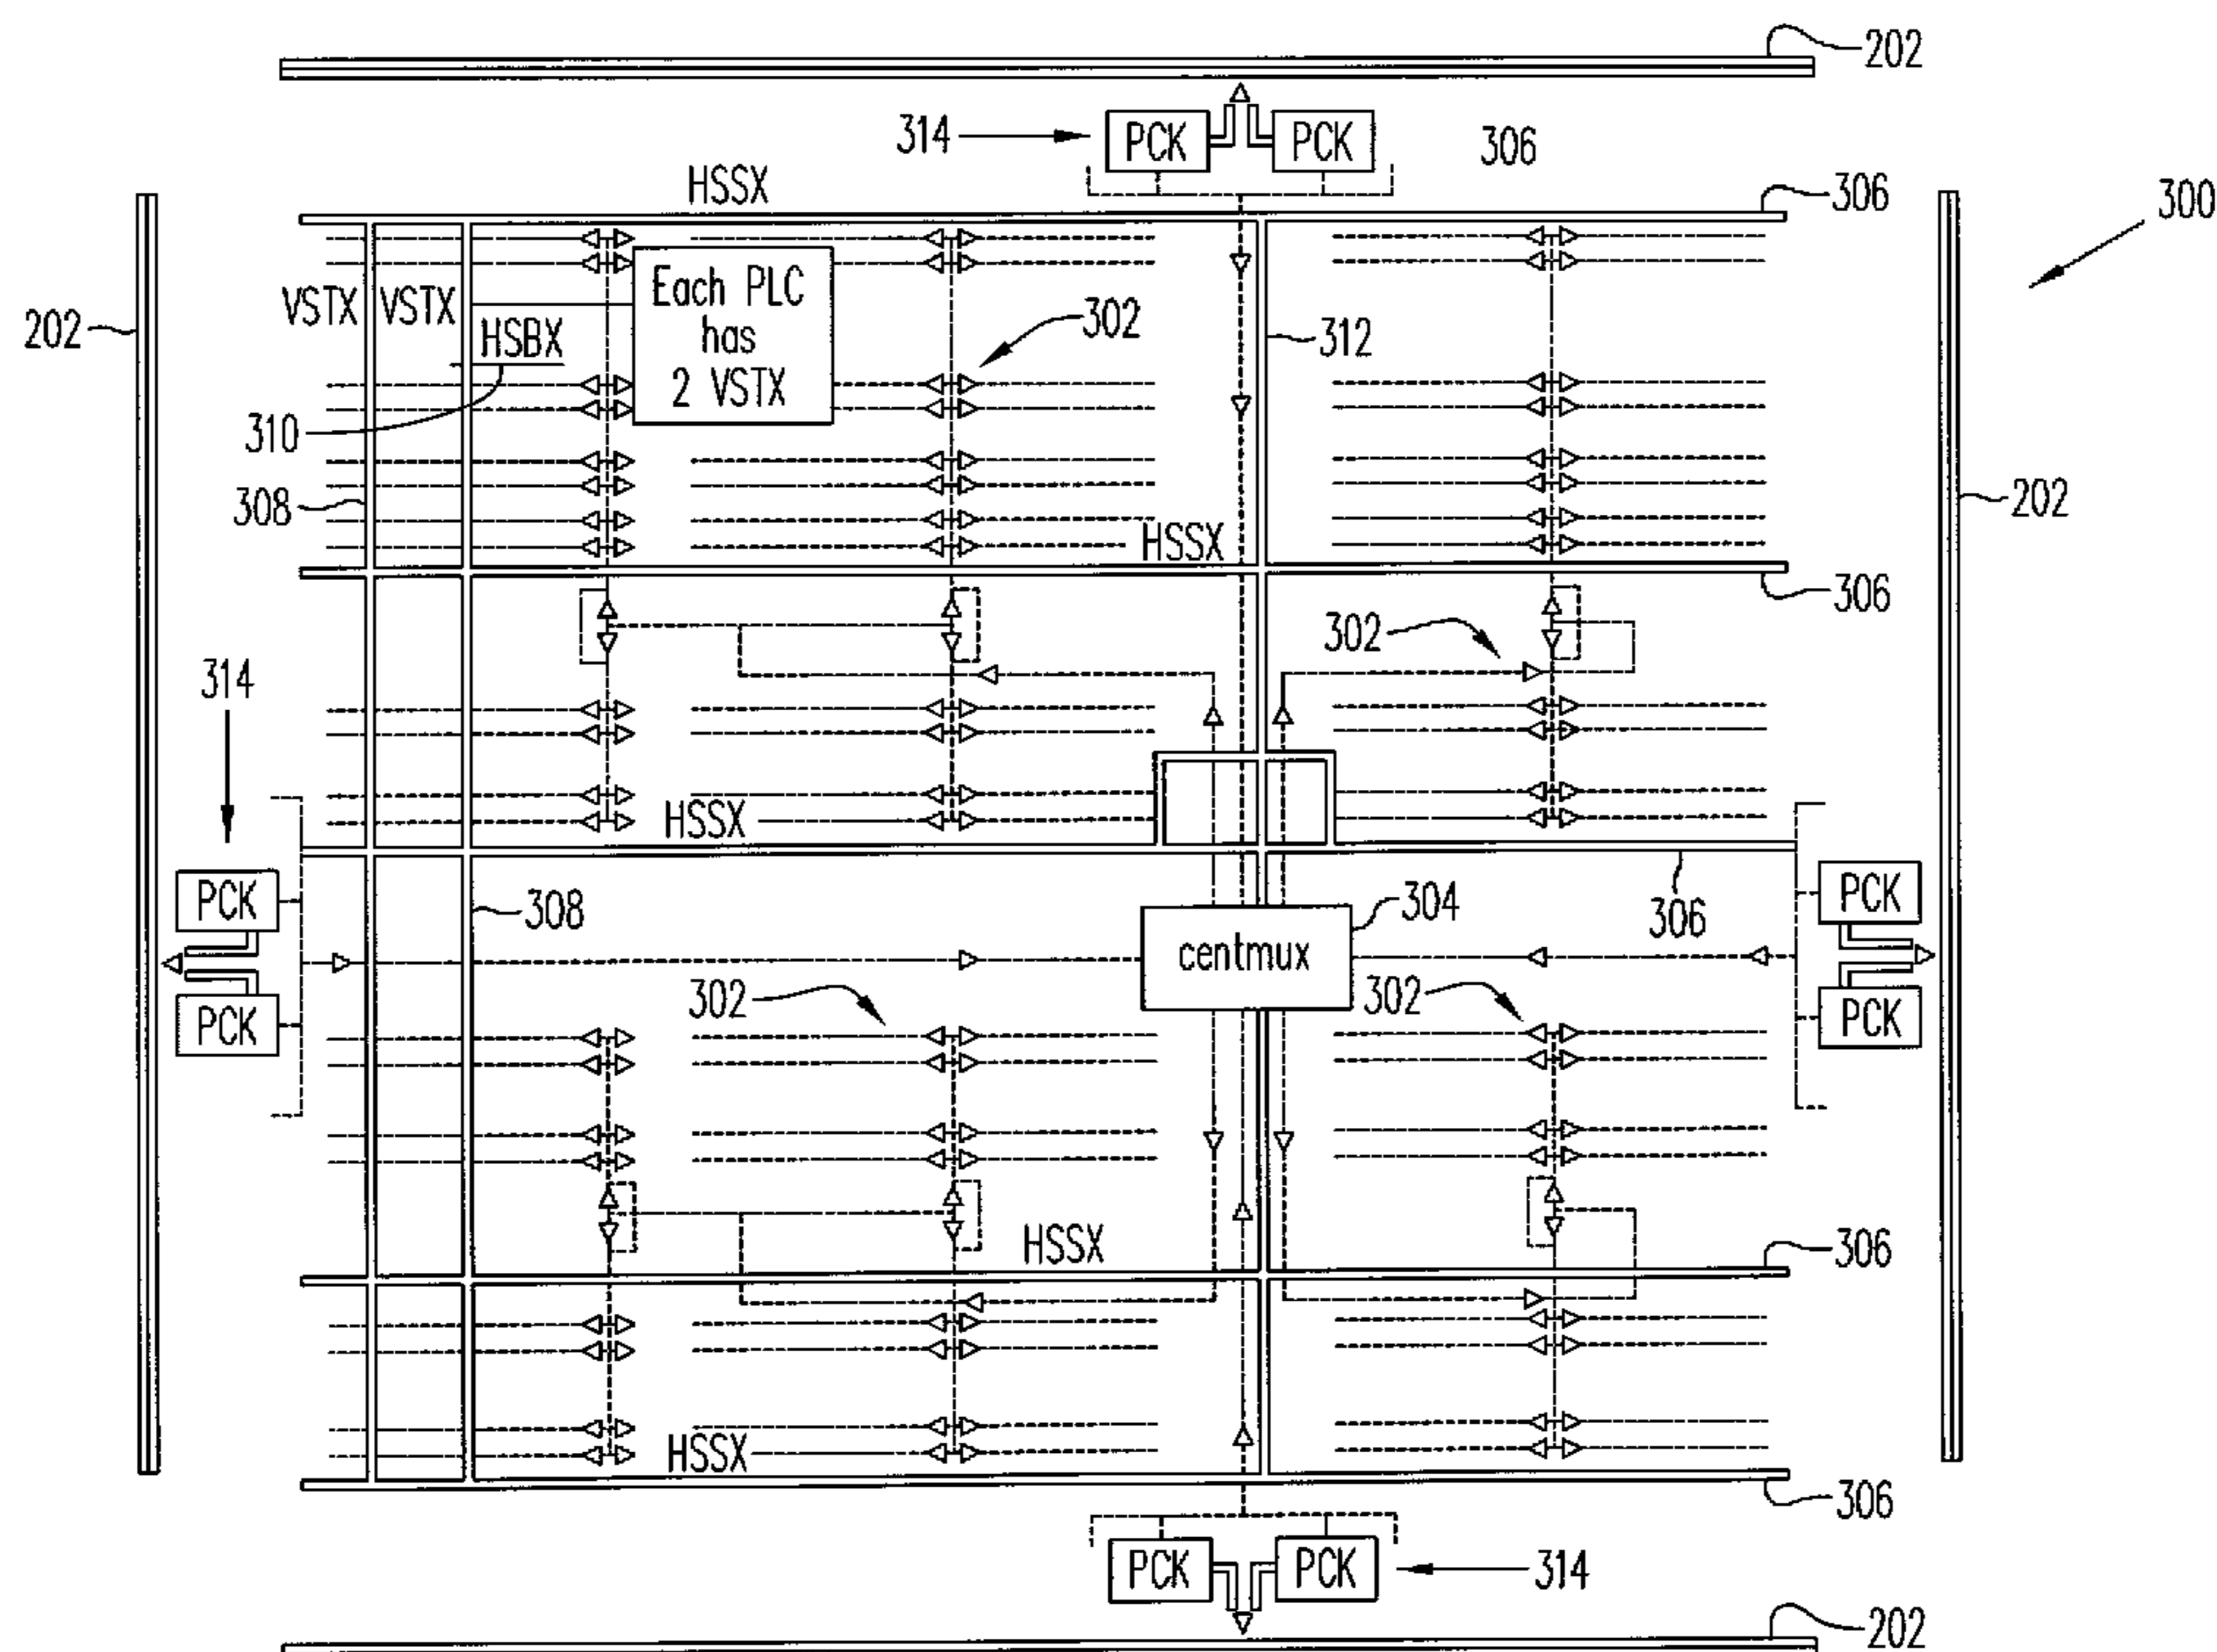 202
314
PCK
PCK
306
HSSX
306
300
VSTX
VSTX
Each PLC
has
2 VSTX
302
312
202
HSBX
310
308
HSSX
202
306
302
314
HSSX
PCK
308
304
306
PCK
centmux
302
302
PCK
PCK
HSSX
306
HSSX
306
PCK
PCK
314
202